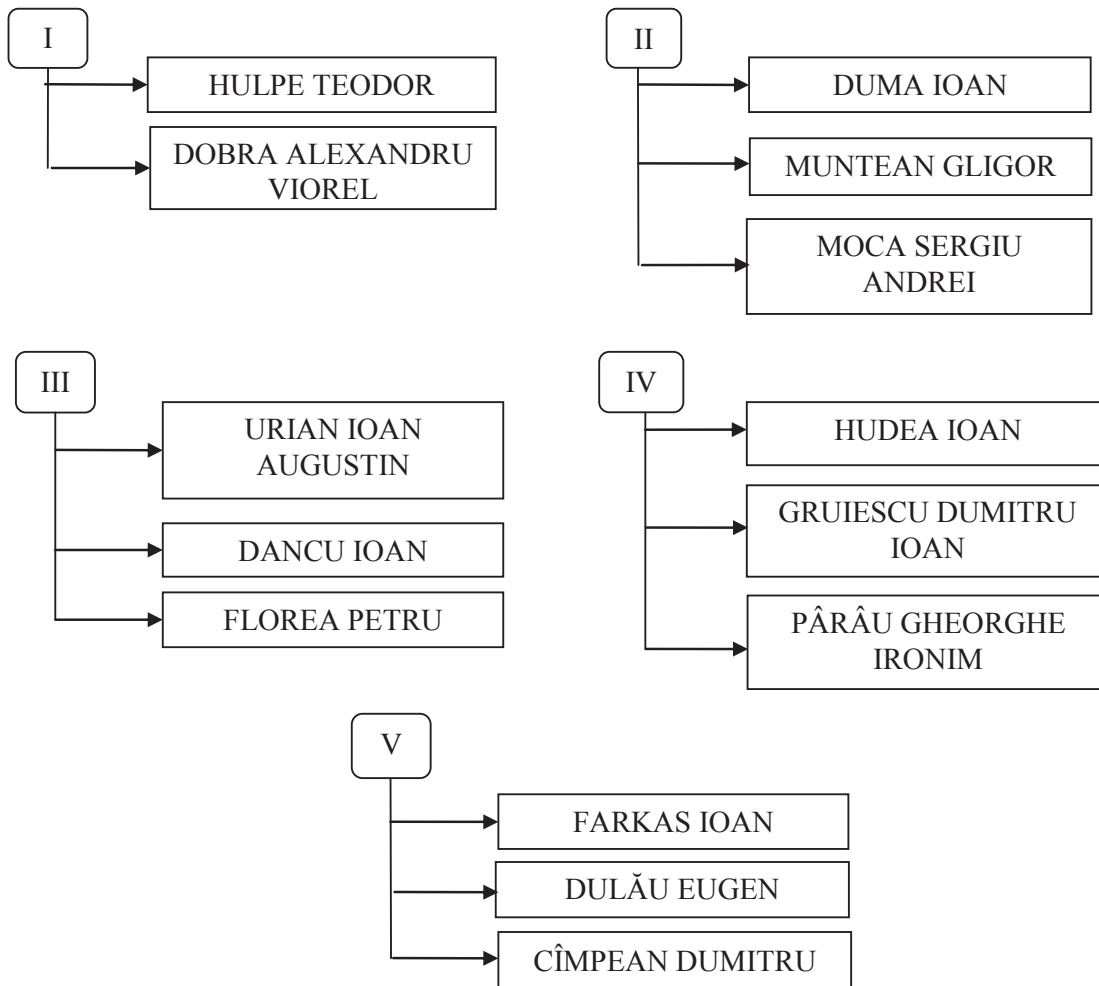 I
HULPE TEODOR
DOBRA ALEXANDRU
VIOREL
II
DUMA IOAN
MUNTEAN GLIGOR
MOCA SERGIU
ANDREI
III
URIAN IOAN
AUGUSTIN
DANCU IOAN
FLOREA PETRU
IV
HUDEA IOAN
GRUIESCU DUMITRU
IOAN
PÂRÂU GHEORGHE
IRONIM
V
FARKAS IOAN
DULĂU EUGEN
CÎMPEAN DUMITRU